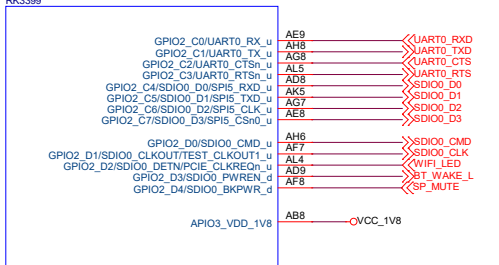 RK3399
GPIO2_C0/UART0_RX_u AE9 UART0_RXD
GPIO2_C1/UART0_TX_u AH8 UART0_TXD
GPIO2_C2/UART0_CTSn_u AG8 UART0_CTS
GPIO2_C3/UART0_RTSn_u AL5 UART0_RTS
GPIO2_C4/SDIO0_D0/SPI5_RXD_u AD8 SDIO0_D0
GPIO2_C5/SDIO0_D1/SPI5_TXD_u AK5 SDIO0_D1
GPIO2_C6/SDIO0_D2/SPI5_CLK_u AG7 SDIO0_D2
GPIO2_C7/SDIO0_D3/SPI5_CSn0_u AE8 SDIO0_D3
GPIO2_D0/SDIO0_CMD_u AH6 SDIO0_CMD
GPIO2_D1/SDIO0_CLKOUT/TEST_CLKOUT1_u AF7 SDIO0_CLK
GPIO2_D2/SDIO0_DETN/PCIE_CLKREQn_u AL4 WIFI_LED
GPIO2_D3/SDIO0_PWREN_d AD9 BT_WAKE_L
GPIO2_D4/SDIO0_BKPWR_d AF8 SP_MUTE
APIO3_VDD_1V8 AB8 VCC_1V8